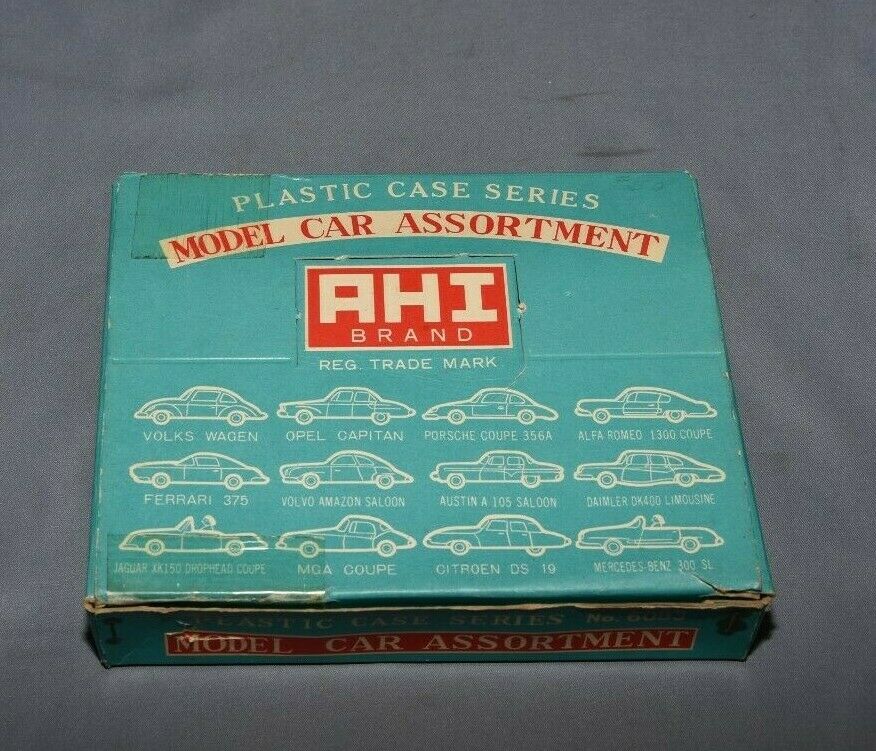 PLASTIC CASE SERIES
MODEL CAR ASSORTMENT
AHI
BRAND
REG. TRADE MARK
VOLKS WAGEN OPEL CAPITAN PORSCHE COUPE 356A ALFA ROMEO 1300 COUPE
FERRARI 375 VOLVO AMAZON SALOON AUSTIN A 105 SALOON DAIMLER DK400 LIMOUSINE
JAGUAR XK150 DROPHEAD COUPE MGA COUPE CITROEN DS 19 MERCEDES-BENZ 300 SL
PLASTIC CASE SERIES No.
MODEL CAR ASSORTMENT